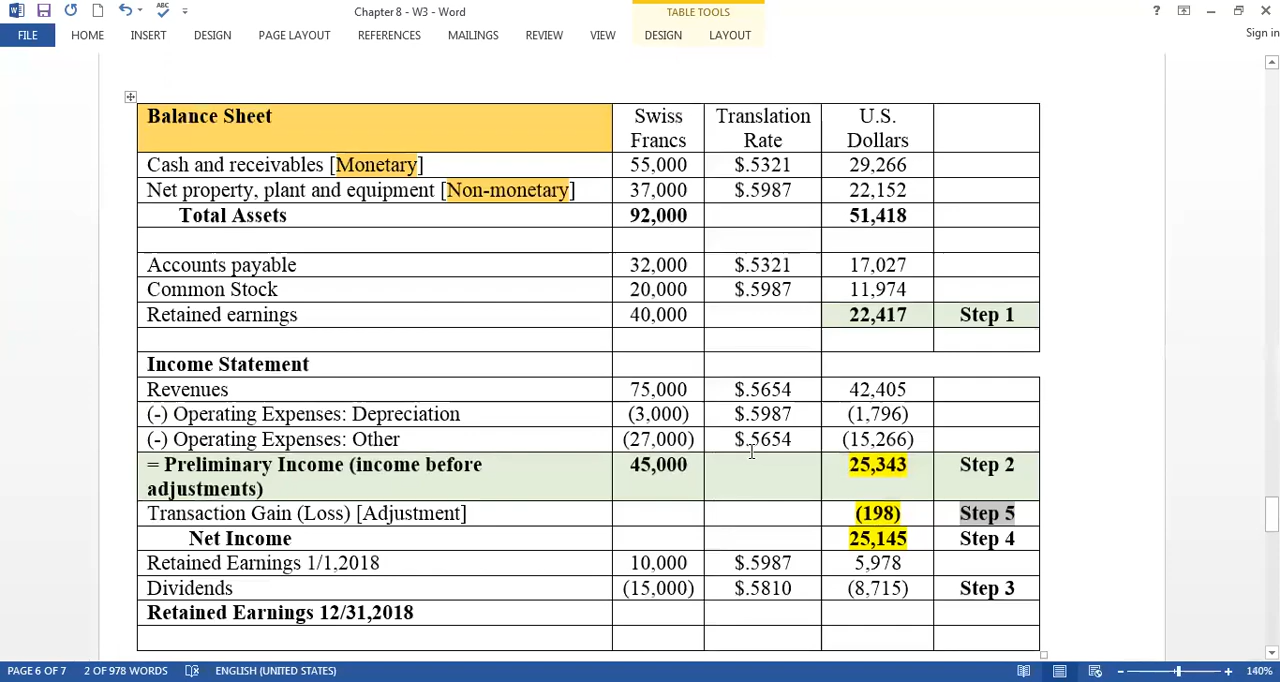 Chapter 8 - W3 - Word
TABLE TOOLS
?
ABC
Sign in
FILE HOME INSERT DESIGN PAGE LAYOUT REFERENCES MAILINGS REVIEW VIEW DESIGN LAYOUT
Balance Sheet Swiss Francs Translation Rate U.S. Dollars
Cash and receivables [Monetary] 55,000 $.5321 29,266
Net property, plant and equipment [Non-monetary] 37,000 $.5987 22,152
Total Assets 92,000 51,418
Accounts payable 32,000 $.5321 17,027
Common Stock 20,000 $.5987 11,974
Retained earnings 40,000 22,417 Step 1
Income Statement
Revenues 75,000 $.5654 42,405
(-) Operating Expenses: Depreciation (3,000) $.5987 (1,796)
(-) Operating Expenses: Other (27,000) $.5654 (15,266)
= Preliminary Income (income before adjustments) 45,000 25,343 Step 2
Transaction Gain (Loss) [Adjustment] (198) Step 5
Net Income 25,145 Step 4
Retained Earnings 1/1,2018 10,000 $.5987 5,978
Dividends (15,000) $.5810 (8,715) Step 3
Retained Earnings 12/31,2018
PAGE 6 OF 7 2 OF 978 WORDS ENGLISH (UNITED STATES) 140%